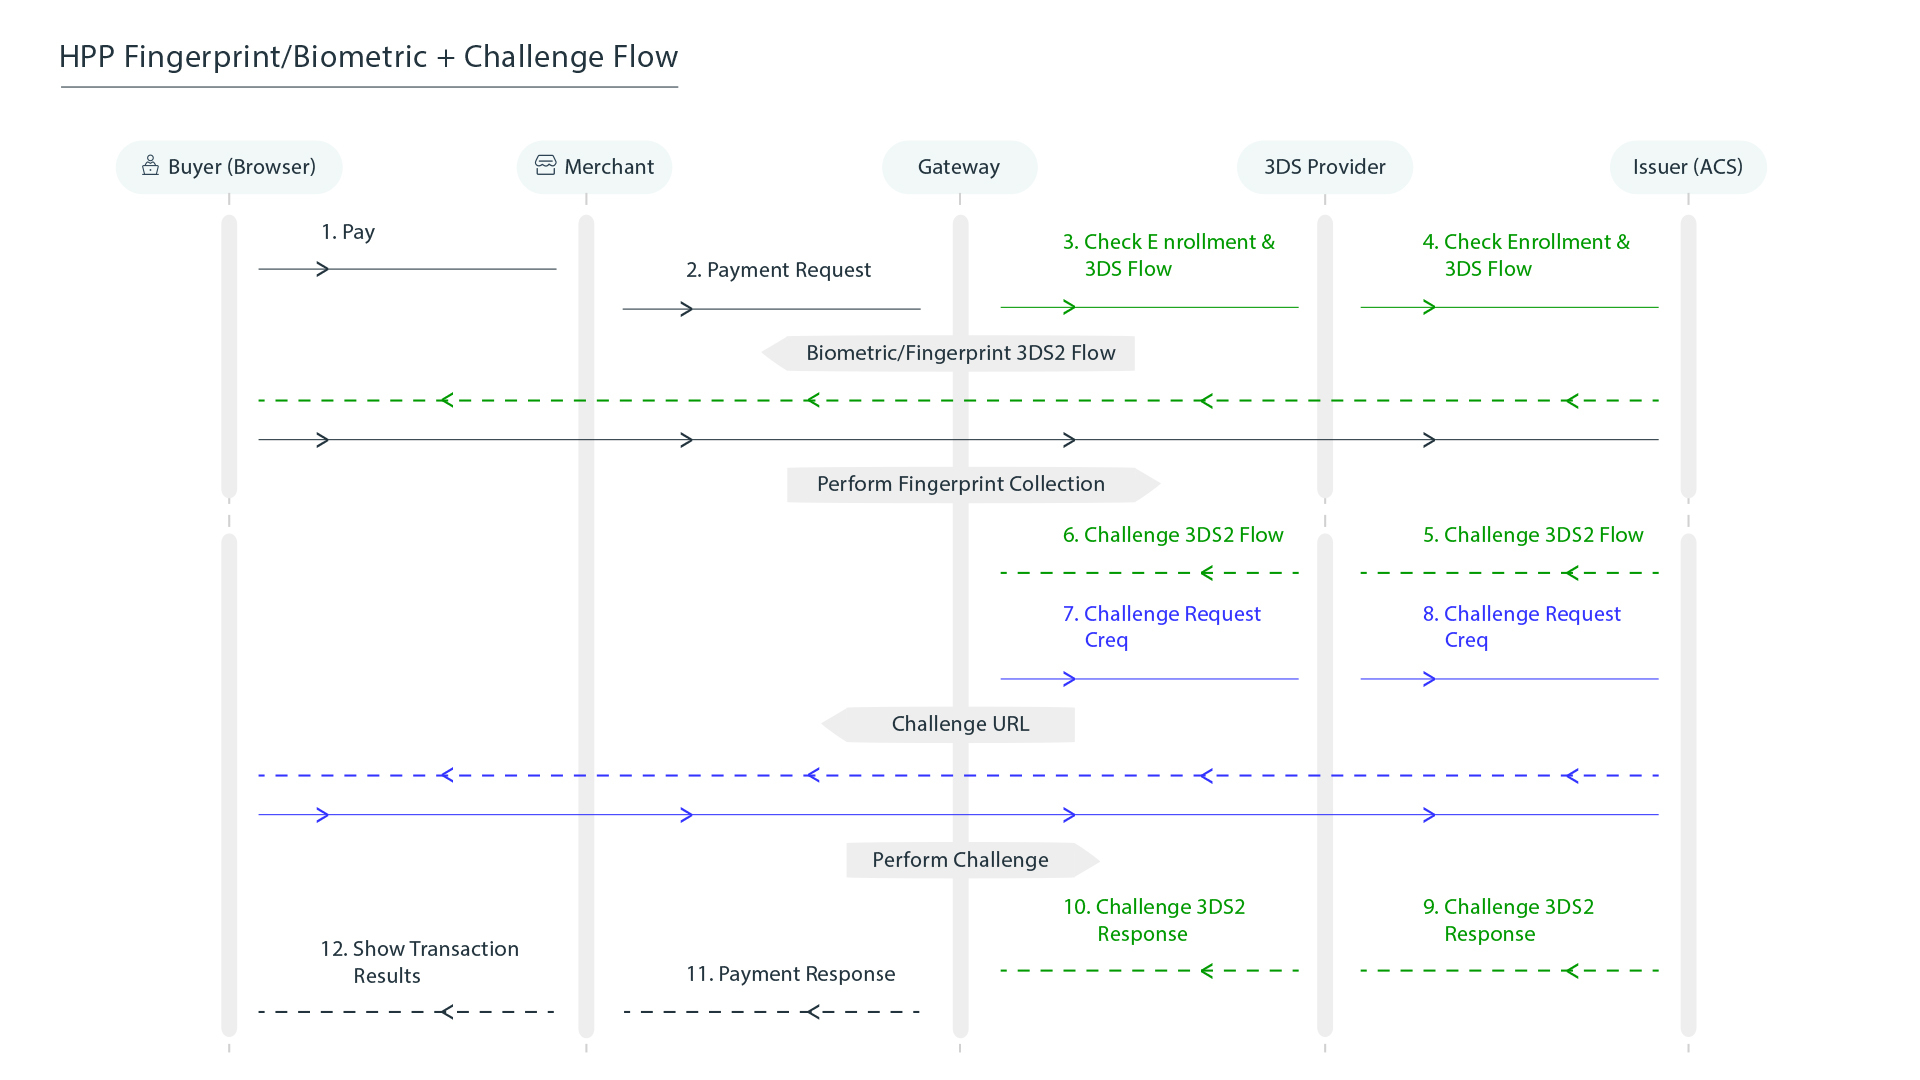 HPP Fingerprint/Biometric + Challenge Flow
Buyer (Browser)
Merchant
Gateway
3DS Provider
Issuer (ACS)
1. Pay
2. Payment Request
3. Check E nrollment &
3DS Flow
4. Check Enrollment &
3DS Flow
Biometric/Fingerprint 3DS2 Flow
Perform Fingerprint Collection
6. Challenge 3DS2 Flow
5. Challenge 3DS2 Flow
7. Challenge Request
Creq
8. Challenge Request
Creq
Challenge URL
Perform Challenge
10. Challenge 3DS2
Response
9. Challenge 3DS2
Response
12. Show Transaction
Results
11. Payment Response